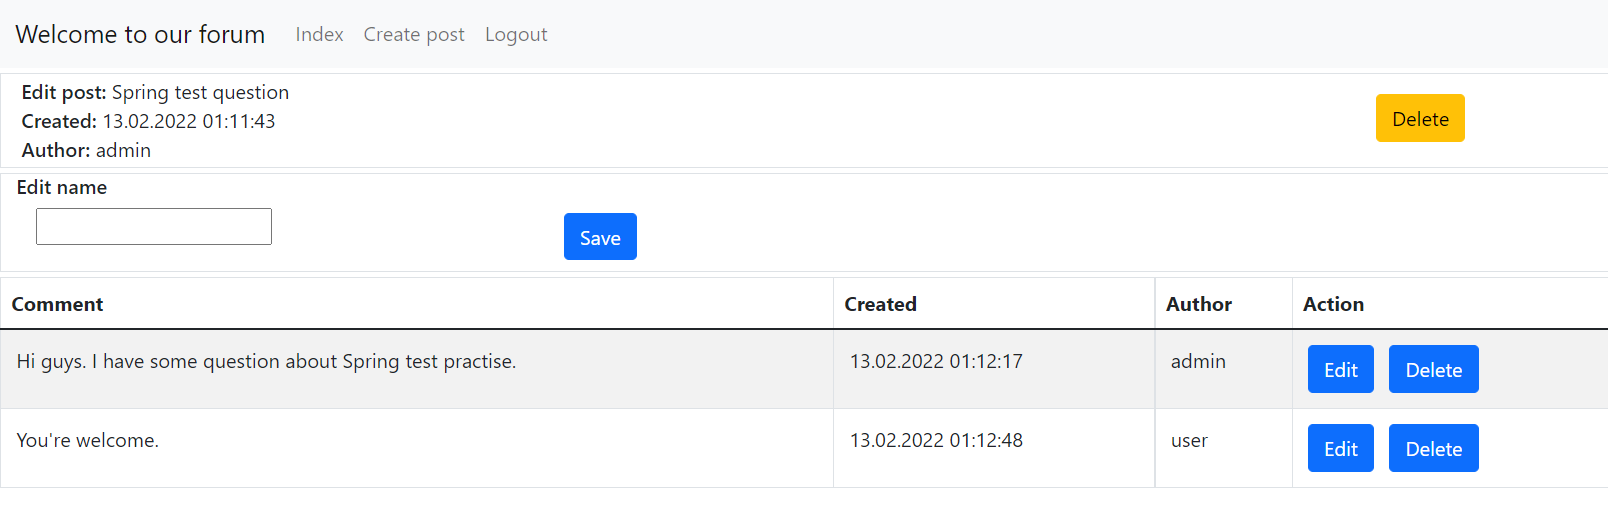 Welcome to our forum Index Create post Logout
Edit post: Spring test question
Created: 13.02.2022 01:11:43
Author: admin
Delete
Edit name
Save
Comment Created Author Action
Hi guys. I have some question about Spring test practise. 13.02.2022 01:12:17 admin Edit Delete
You're welcome. 13.02.2022 01:12:48 user Edit Delete